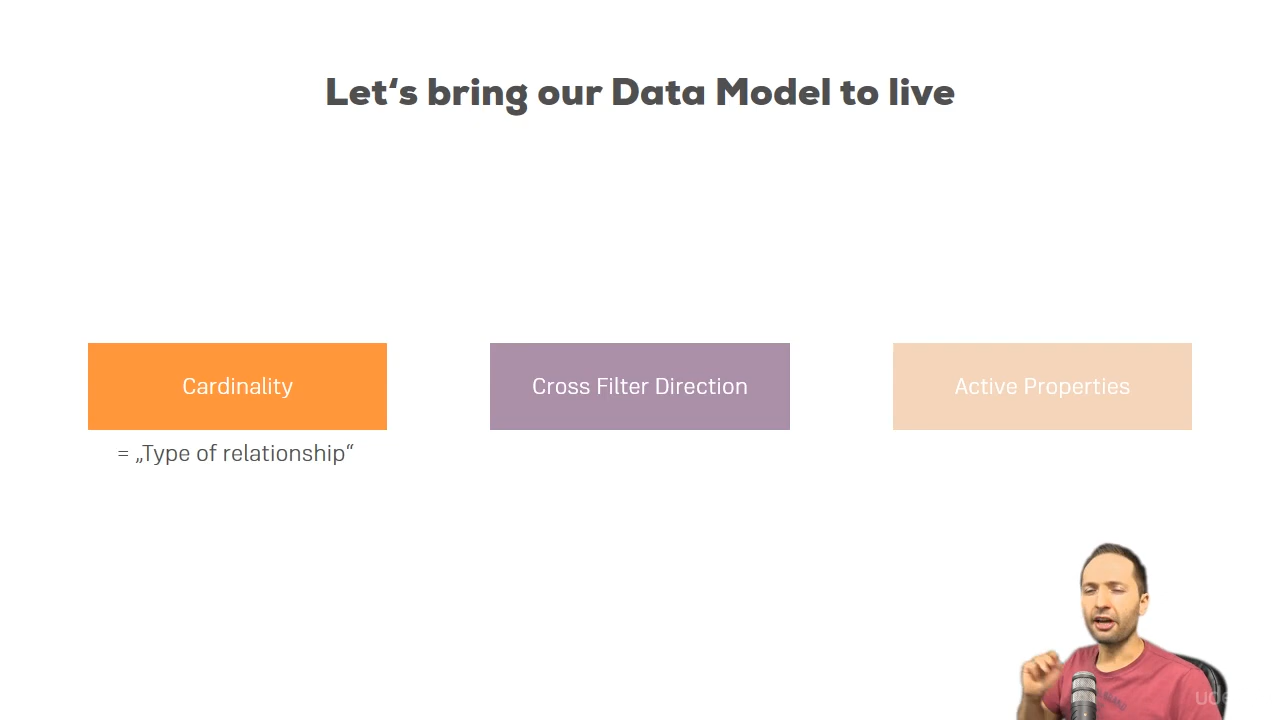 Let‘s bring our Data Model to live
Cardinality
Cross Filter Direction
Active Properties
= „Type of relationship“